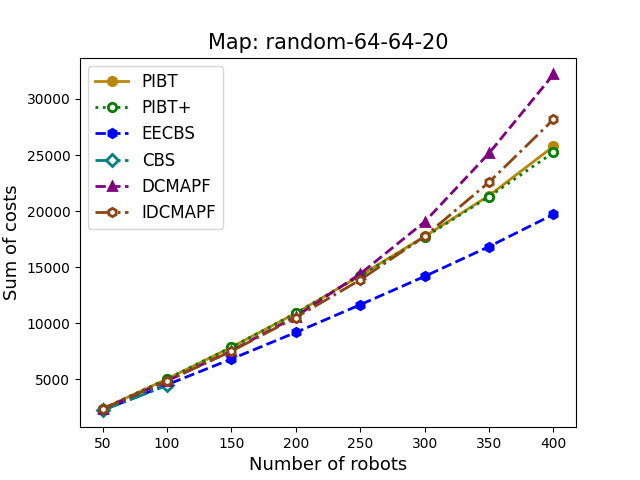 Map: random-64-64-20
PIBT
PIBT+
EECBS
CBS
DCMAPF
IDCMAPF
Sum of costs
30000
25000
20000
15000
10000
5000
50 100 150 200 250 300 350 400
Number of robots